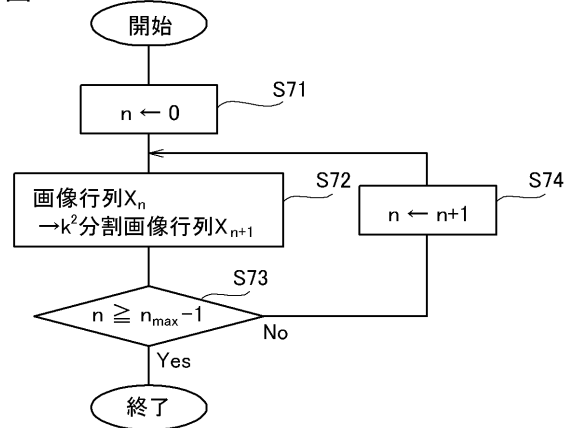 開始
S71
n ← 0
S72
画像行列Xn
→k²分割画像行列Xn+1
S74
n ← n+1
S73
n ≧ nmax-1
No
Yes
終了